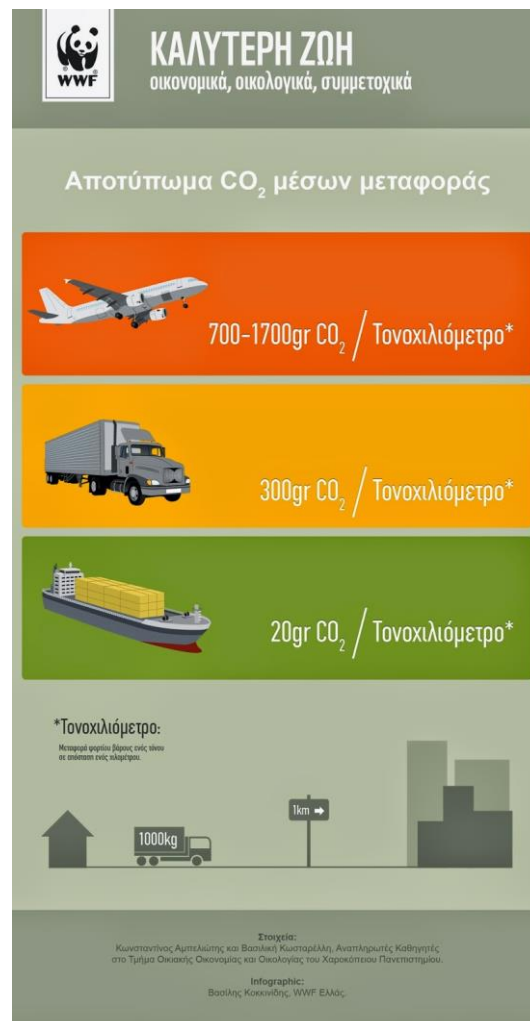 WWF
ΚΑΛΥΤΕΡΗ ΖΩΗ
οικονομικά, οικολογικά, συμμετοχικά
Αποτύπωμα CO₂ μέσων μεταφοράς
700-1700gr CO₂ / Τονοχιλιόμετρο*
300gr CO₂ / Τονοχιλιόμετρο*
20gr CO₂ / Τονοχιλιόμετρο*
*Τονοχιλιόμετρο:
Μεταφορά φορτίου βάρους ενός τόνου
σε απόσταση ενός χιλιομέτρου.
1km →
1000kg
Στοιχεία:
Κωνσταντίνος Αμπελιώτης και Βασιλική Κωσταρέλλη, Αναπληρωτές Καθηγητές
στο Τμήμα Οικιακής Οικονομίας και Οικολογίας του Χαροκόπειου Πανεπιστημίου.
Infographic:
Βασίλης Κοκκινίδης, WWF Ελλάς.